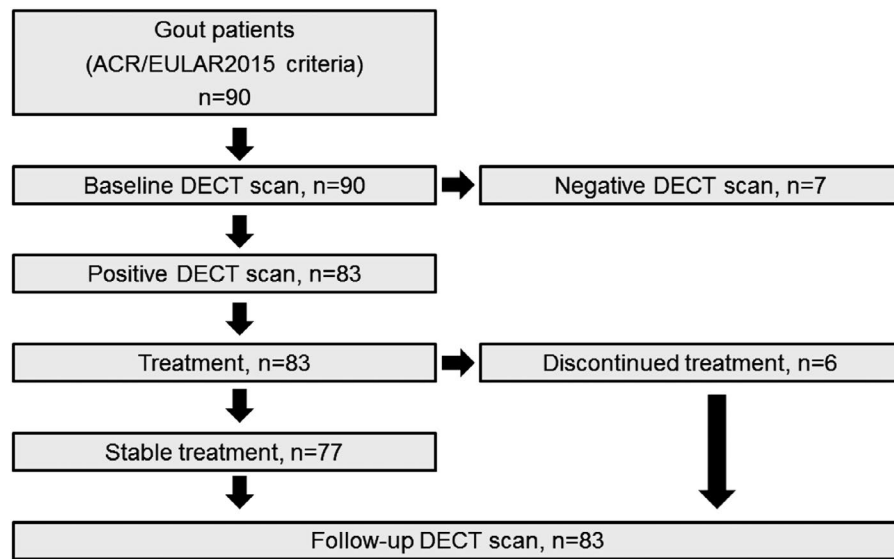 Gout patients
(ACR/EULAR2015 criteria)
n=90
Baseline DECT scan, n=90
Negative DECT scan, n=7
Positive DECT scan, n=83
Treatment, n=83
Discontinued treatment, n=6
Stable treatment, n=77
Follow-up DECT scan, n=83